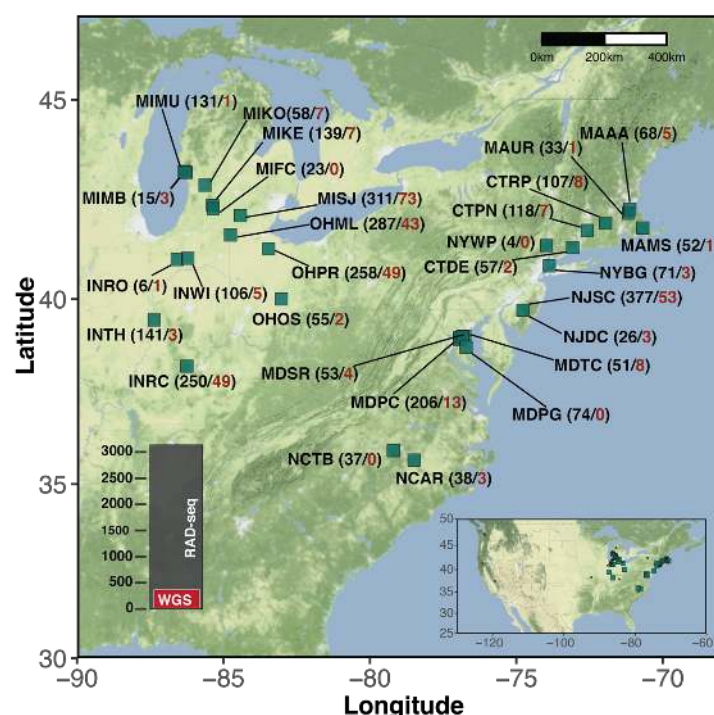 0km 200km 400km
45
40
35
30
Latitude
MIMU (131/1)
MIKO(58/7)
MIKE (139/7)
MIFC (23/0)
MIMB (15/3)
MISJ (311/73)
OHML (287/43)
OHPR (258/49)
INRO (6/1)
INWI (106/5)
OHOS (55/2)
INTH (141/3)
INRC (250/49)
MAAA (68/5)
MAUR (33/1)
CTRP (107/8)
CTPN (118/7)
NYWP (4/0)
MAMS (52/1
CTDE (57/2)
NYBG (71/3)
NJSC (377/53)
NJDC (26/3)
MDSR (53/4)
MDTC (51/8)
MDPC (206/13)
MDPG (74/0)
NCTB (37/0)
NCAR (38/3)
3000
2500
2000
1500
1000
500
0
RAD-seq
WGS
50
45
40
35
30
25
−120 −100 −80 −60
−90 −85 −80 −75 −70
Longitude